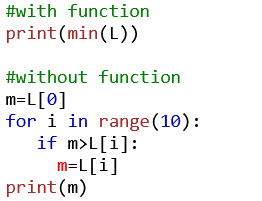 #with function
print(min(L))

#without function
m=L[0]
for i in range(10):
   if m>L[i]:
     m=L[i]
print(m)